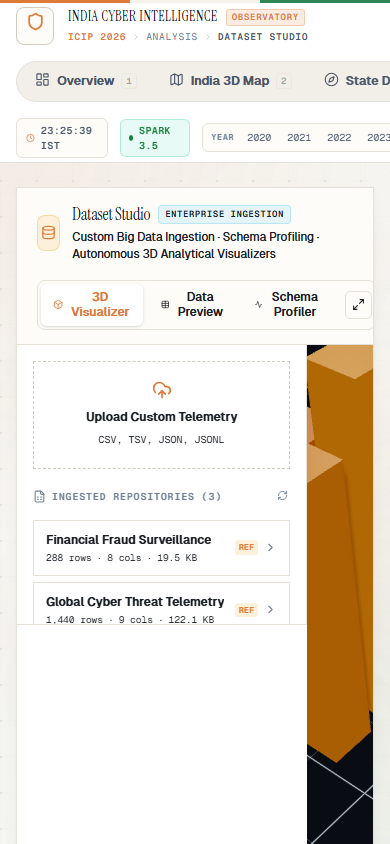 INDIA CYBER INTELLIGENCE OBSERVATORY
ICIP 2026 > ANALYSIS > DATASET STUDIO
Overview 1 India 3D Map 2 State D
23:25:39 IST
SPARK 3.5
YEAR 2020 2021 2022 2023
Dataset Studio ENTERPRISE INGESTION
Custom Big Data Ingestion · Schema Profiling ·
Autonomous 3D Analytical Visualizers
3D Visualizer
Data Preview
Schema Profiler
Upload Custom Telemetry
CSV, TSV, JSON, JSONL
INGESTED REPOSITORIES (3)
Financial Fraud Surveillance REF
288 rows · 8 cols · 19.5 KB
Global Cyber Threat Telemetry REF
1,440 rows · 9 cols · 122.1 KB